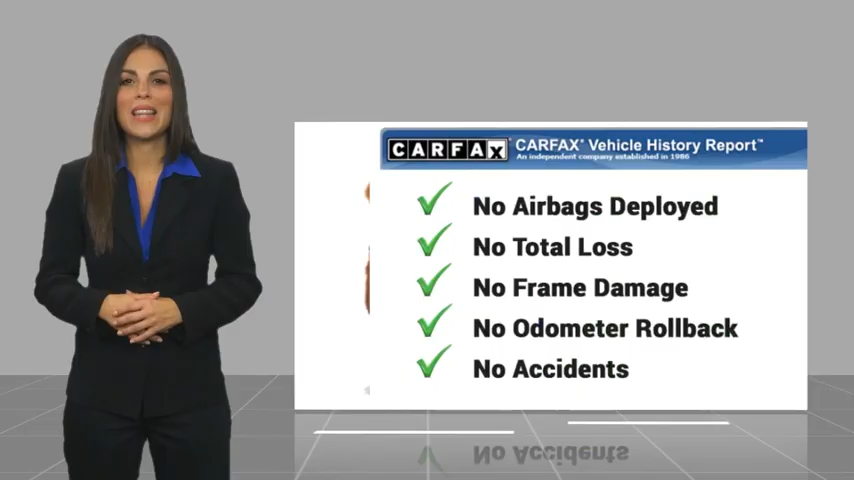 CARFAX® CARFAX® Vehicle History Report™
An independent company established in 1986
No Airbags Deployed
No Total Loss
No Frame Damage
No Odometer Rollback
No Accidents
No Accidents